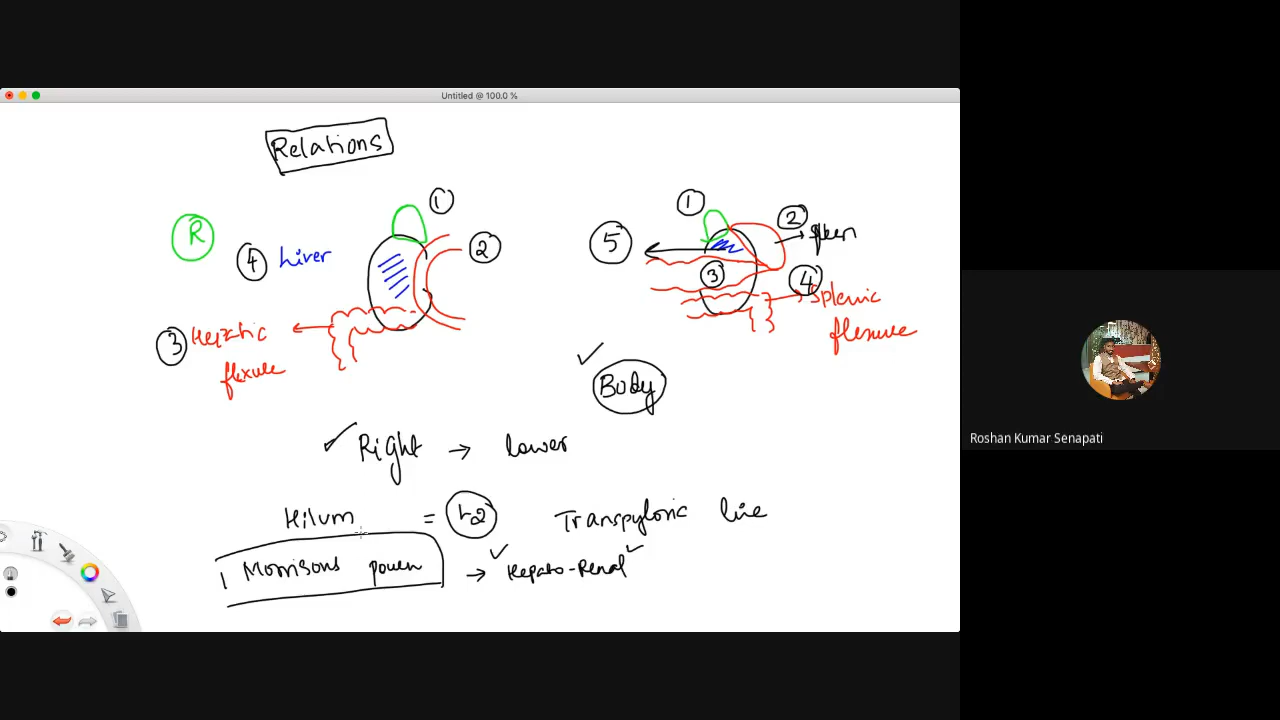 Untitled @ 100.0 %
Relations
R
1
2
4 Liver
3 Hepatic
flexure
1
2
spleen
5
3
4
Splenic
flexure
Body
Right → lower
Hilum = L2 Transpyloric line
Morrisons pouch → Hepato-Renal
Roshan Kumar Senapati